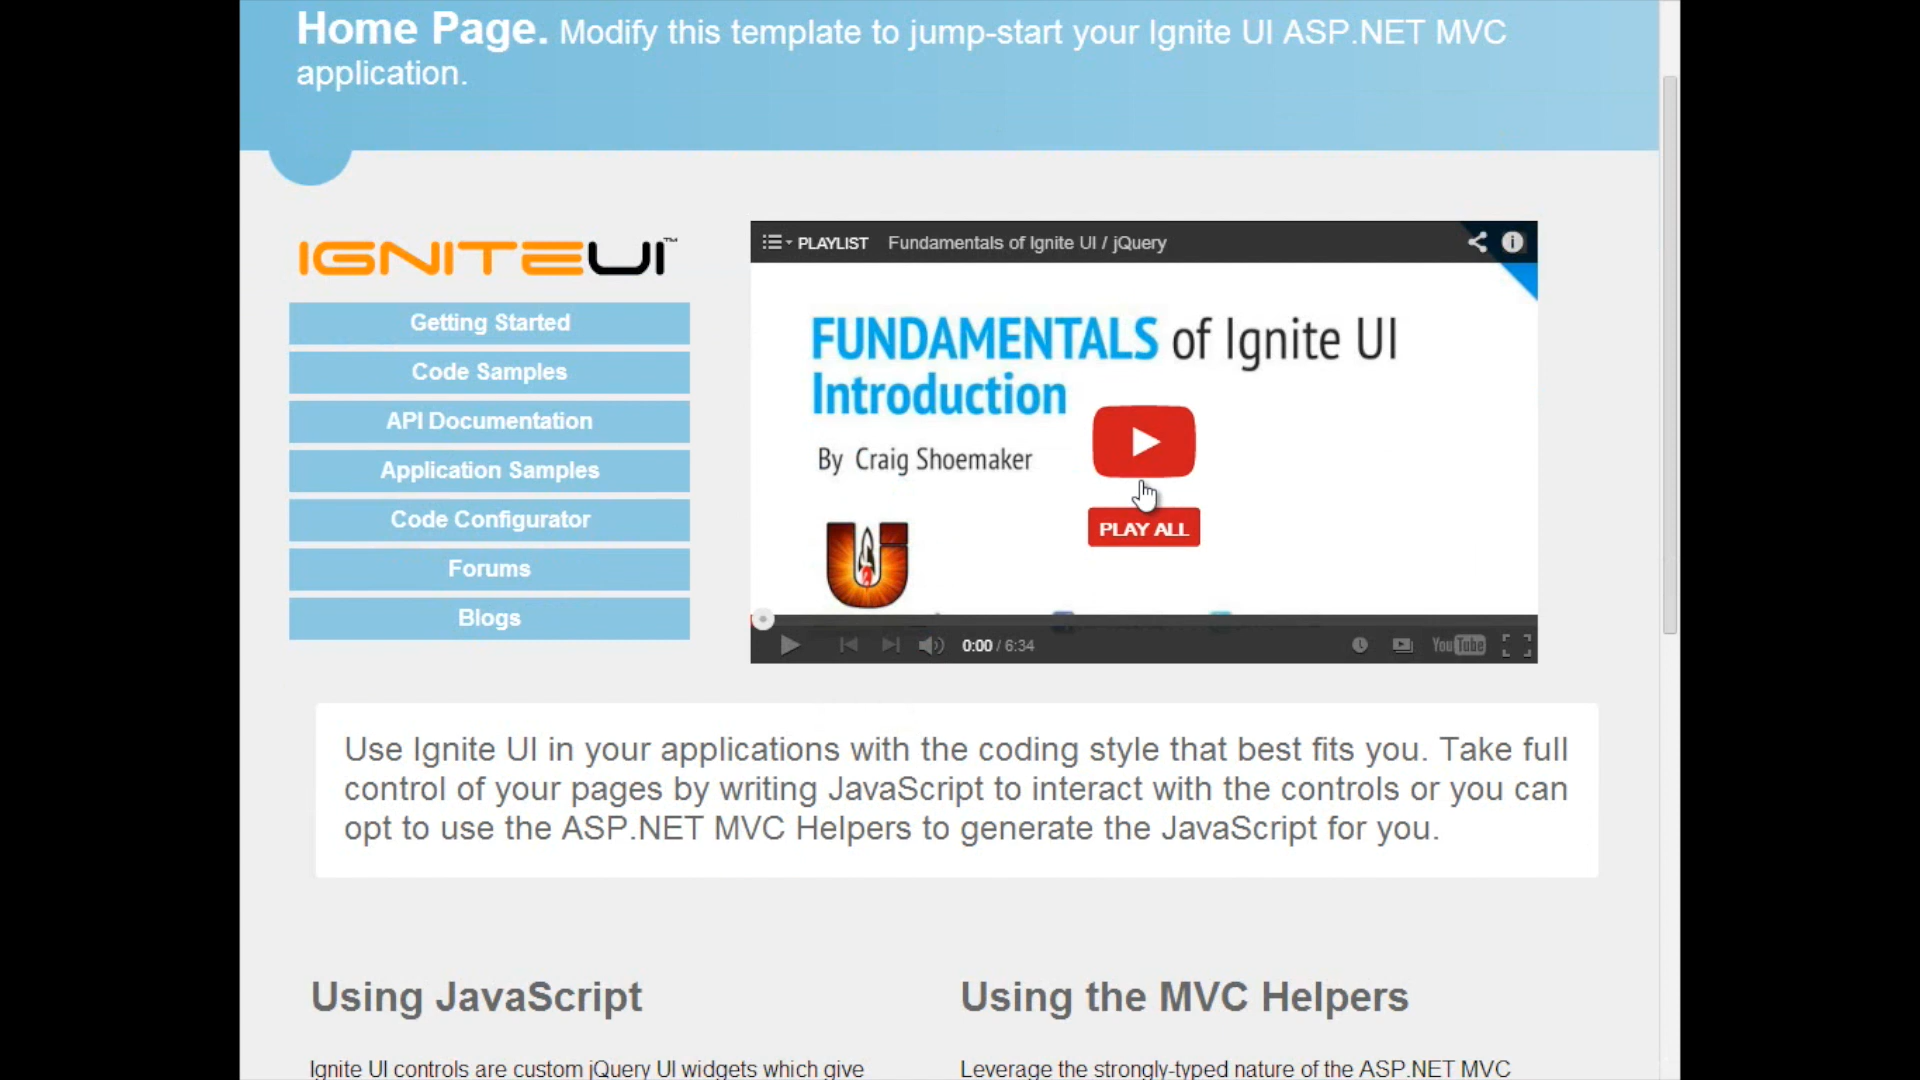 Home Page. Modify this template to jump-start your Ignite UI ASP.NET MVC
application.
IGNITEUI™
Getting Started
Code Samples
API Documentation
Application Samples
Code Configurator
Forums
Blogs
PLAYLIST Fundamentals of Ignite UI / jQuery
FUNDAMENTALS of Ignite UI
Introduction
By Craig Shoemaker
U
PLAY ALL
0:00 / 6:34
YouTube
Use Ignite UI in your applications with the coding style that best fits you. Take full
control of your pages by writing JavaScript to interact with the controls or you can
opt to use the ASP.NET MVC Helpers to generate the JavaScript for you.
Using JavaScript
Ignite UI controls are custom jQuery UI widgets which give
Using the MVC Helpers
Leverage the strongly-typed nature of the ASP.NET MVC